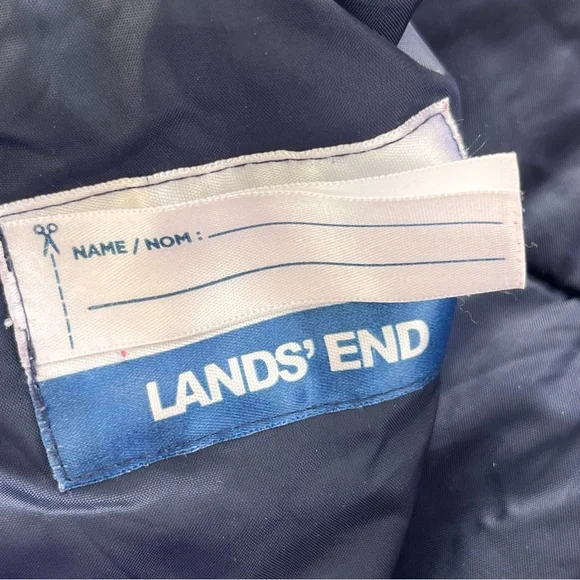 NAME / NOM :
LANDS' END